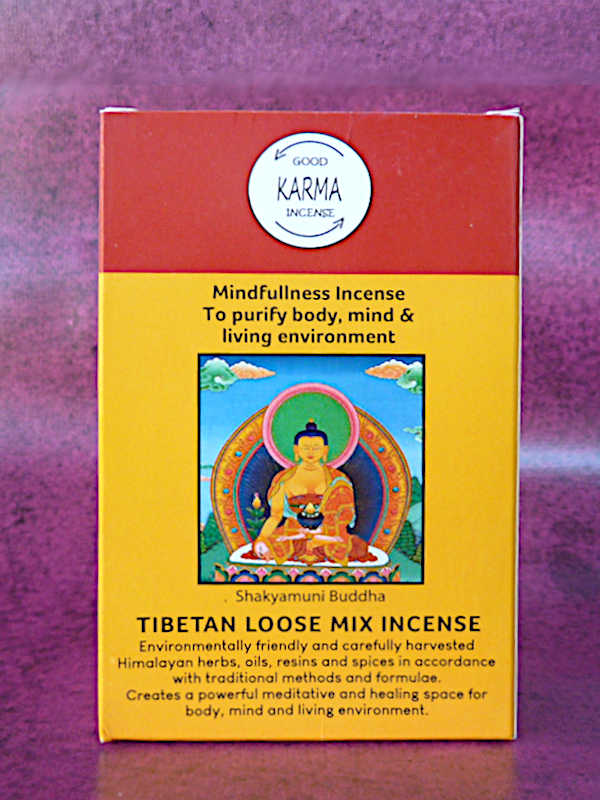 GOOD
KARMA
INCENSE
Mindfullness Incense
To purify body, mind &
living environment
. Shakyamuni Buddha
TIBETAN LOOSE MIX INCENSE
Environmentally friendly and carefully harvested
Himalayan herbs, oils, resins and spices in accordance
with traditional methods and formulae.
Creates a powerful meditative and healing space for
body, mind and living environment.